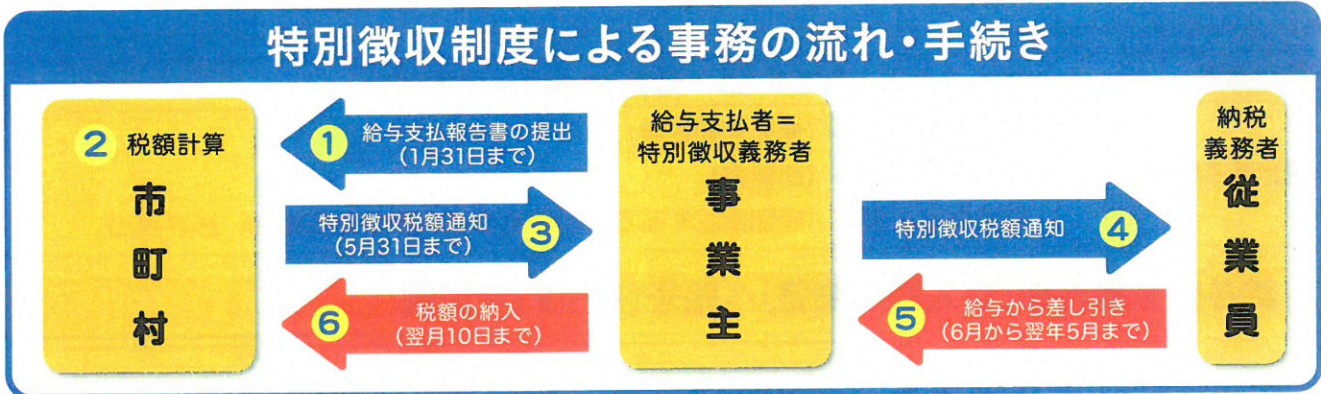 特別徴収制度による事務の流れ・手続き
② 税額計算
市
町
村
① 給与支払報告書の提出
(1月31日まで)
特別徴収税額通知
(5月31日まで) ③
⑥ 税額の納入
(翌月10日まで)
給与支払者=
特別徴収義務者
事
業
主
特別徴収税額通知 ④
⑤ 給与から差し引き
(6月から翌年5月まで)
納税
義務者
従
業
員